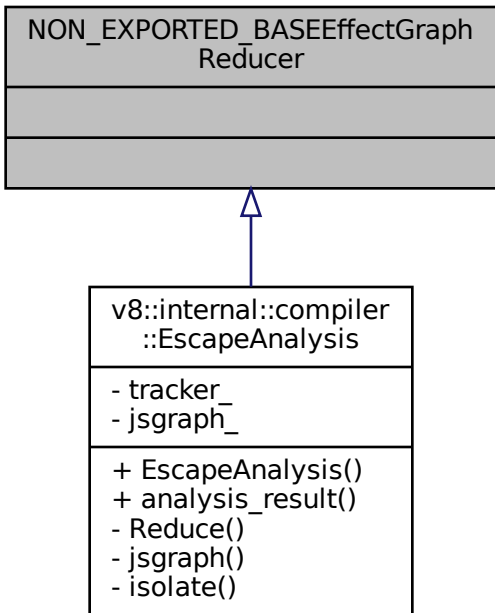 NON_EXPORTED_BASEEffectGraph
Reducer
v8::internal::compiler
::EscapeAnalysis
- tracker_
- jsgraph_
+ EscapeAnalysis()
+ analysis_result()
- Reduce()
- jsgraph()
- isolate()